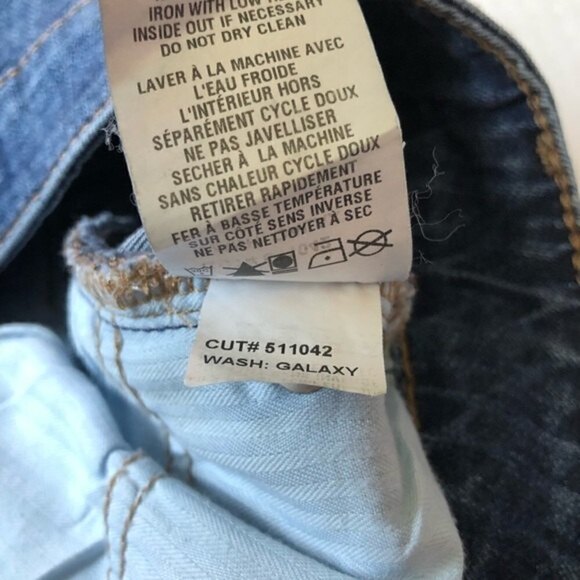 IRON WITH LOW
INSIDE OUT IF NECESSARY
DO NOT DRY CLEAN
LAVER À LA MACHINE AVEC
L'EAU FROIDE
L'INTÉRIEUR HORS
SÉPARÉMENT CYCLE DOUX
NE PAS JAVELLISER
SECHER À LA MACHINE
SANS CHALEUR CYCLE DOUX
RETIRER RAPIDEMENT
FER À BASSE TEMPÉRATURE
SUR CÔTÉ SENS INVERSE
NE PAS NETTOYER À SEC
CUT# 511042
WASH: GALAXY